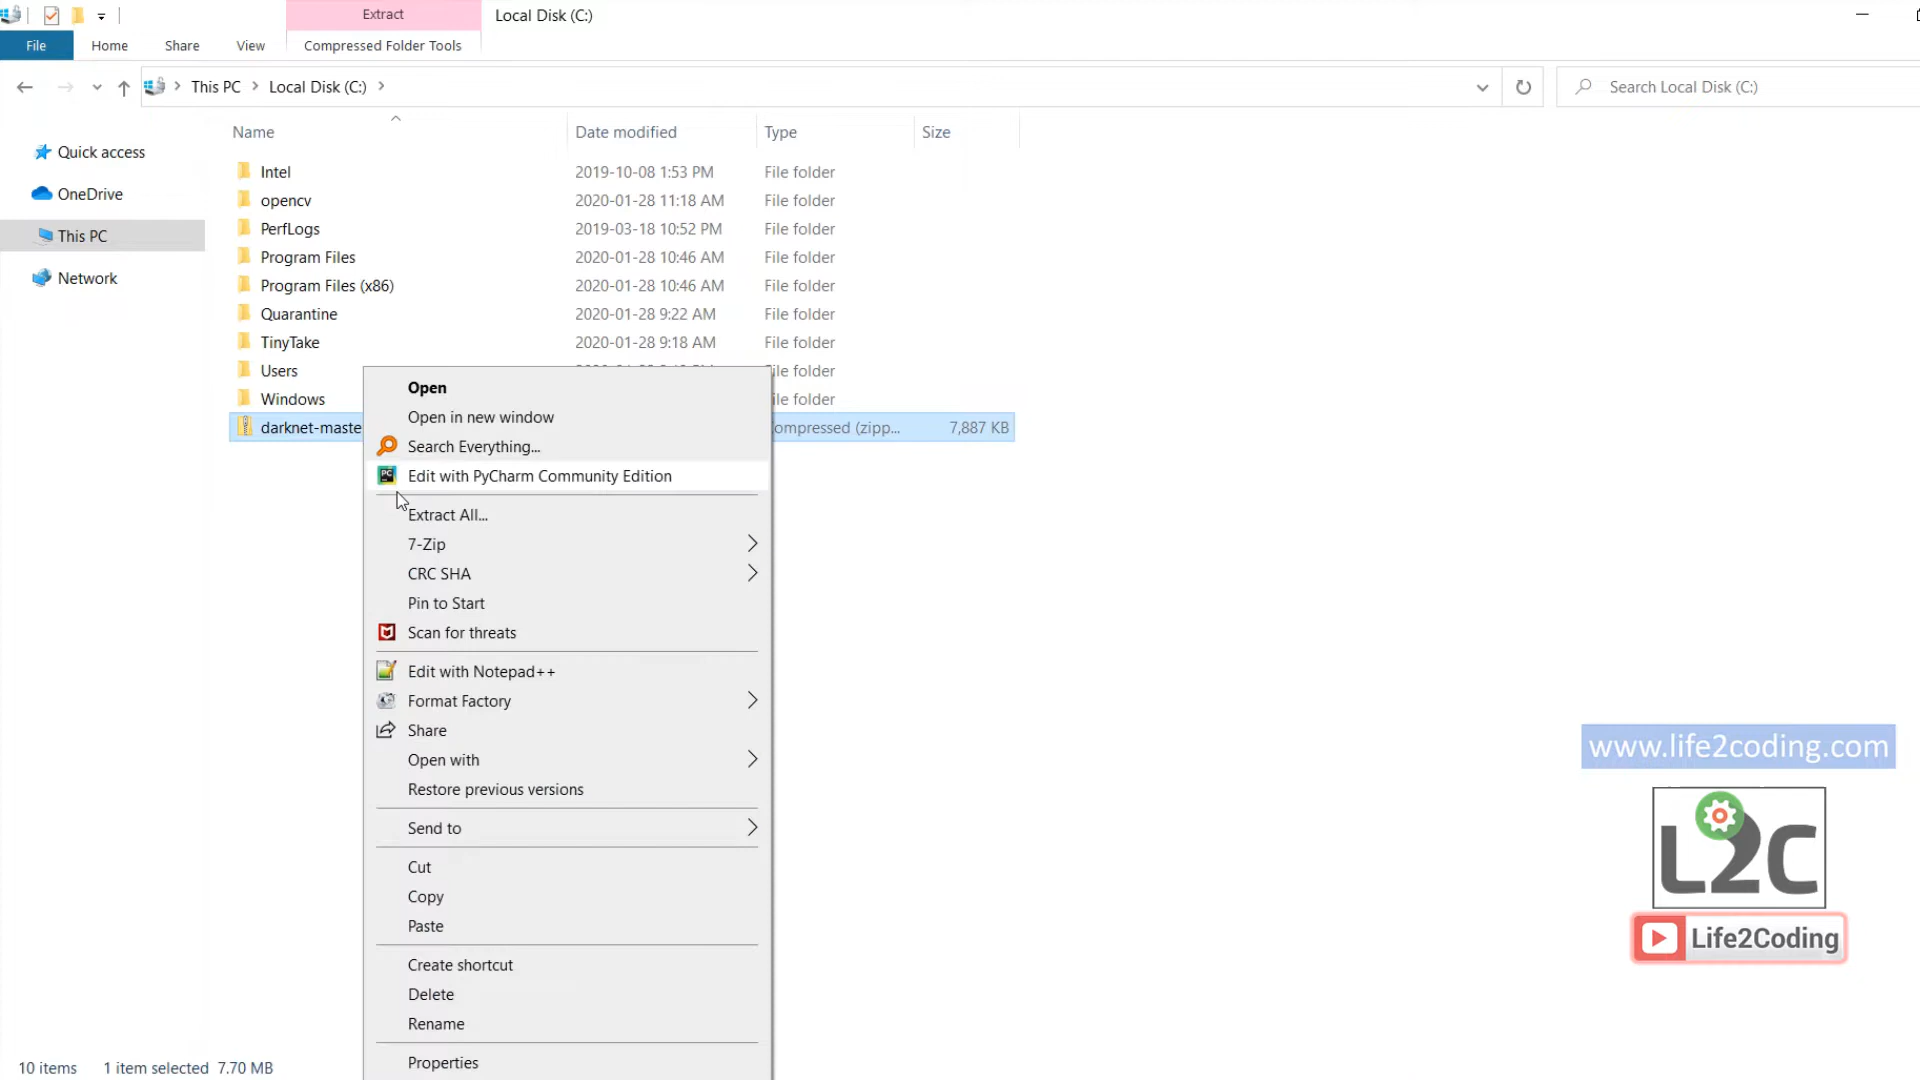 Extract
Local Disk (C:)
File Home Share View Compressed Folder Tools
This PC Local Disk (C:) Search Local Disk (C:)
Name Date modified Type Size
Quick access
OneDrive
This PC
Network
Intel 2019-10-08 1:53 PM File folder
opencv 2020-01-28 11:18 AM File folder
PerfLogs 2019-03-18 10:52 PM File folder
Program Files 2020-01-28 10:46 AM File folder
Program Files (x86) 2020-01-28 10:46 AM File folder
Quarantine 2020-01-28 9:22 AM File folder
TinyTake 2020-01-28 9:18 AM File folder
Users ile folder
Windows ile folder
darknet-maste ompressed (zipp... 7,887 KB
Open
Open in new window
Search Everything...
PC Edit with PyCharm Community Edition
Extract All...
7-Zip
CRC SHA
Pin to Start
Scan for threats
Edit with Notepad++
Format Factory
Share
Open with
Restore previous versions
Send to
Cut
Copy
Paste
Create shortcut
Delete
Rename
Properties
10 items 1 item selected 7.70 MB
www.life2coding.com
L2C
Life2Coding